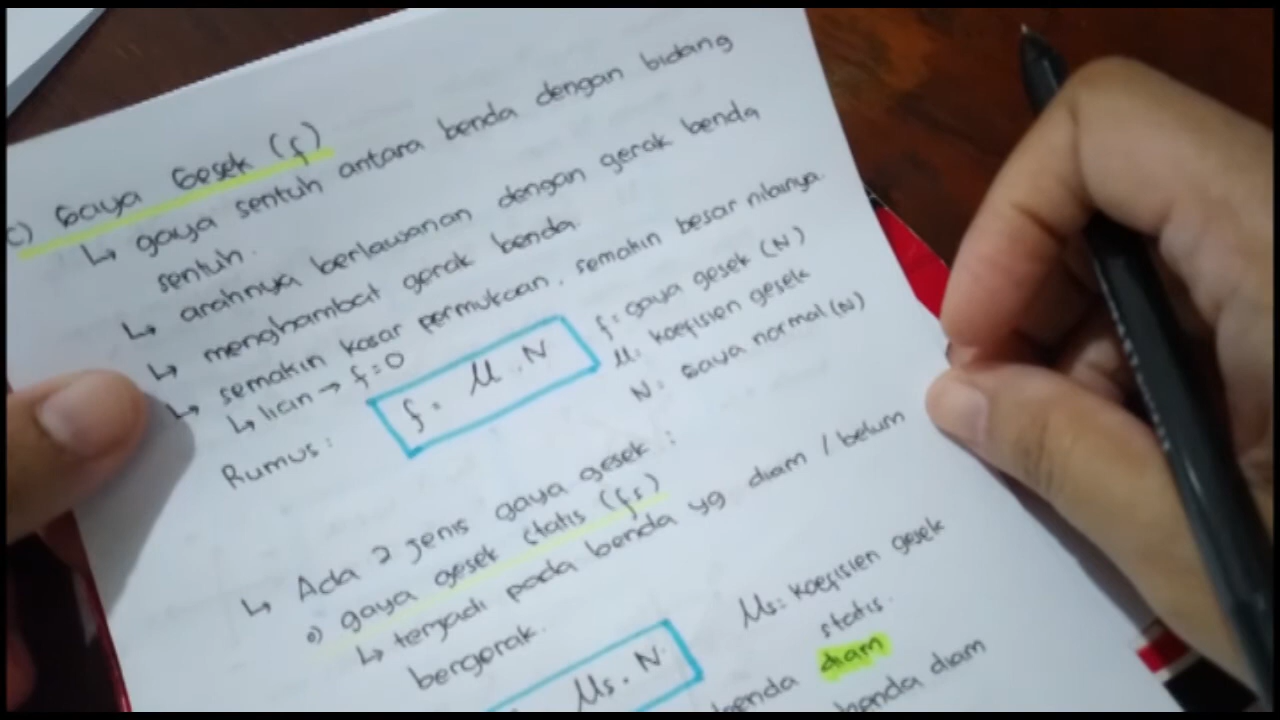 c) Gaya Gesek (f)
↳ gaya sentuh antara benda dengan bidang
sentuh.
↳ arahnya berlawanan dengan gerak benda
↳ menghambat gerak benda.
↳ semakin kasar permukaan, semakin besar nilainya.
↳ licin → f = 0
Rumus : f = μ . N
f = gaya gesek (N)
μ = koefisien gesek
N = Gaya normal (N)
↳ Ada 2 jenis gaya gesek :
•) gaya gesek statis (fs)
↳ terjadi pada benda yg diam / belum
bergerak.
μs . N
μs = koefisien gesek
statis.
benda diam
benda diam